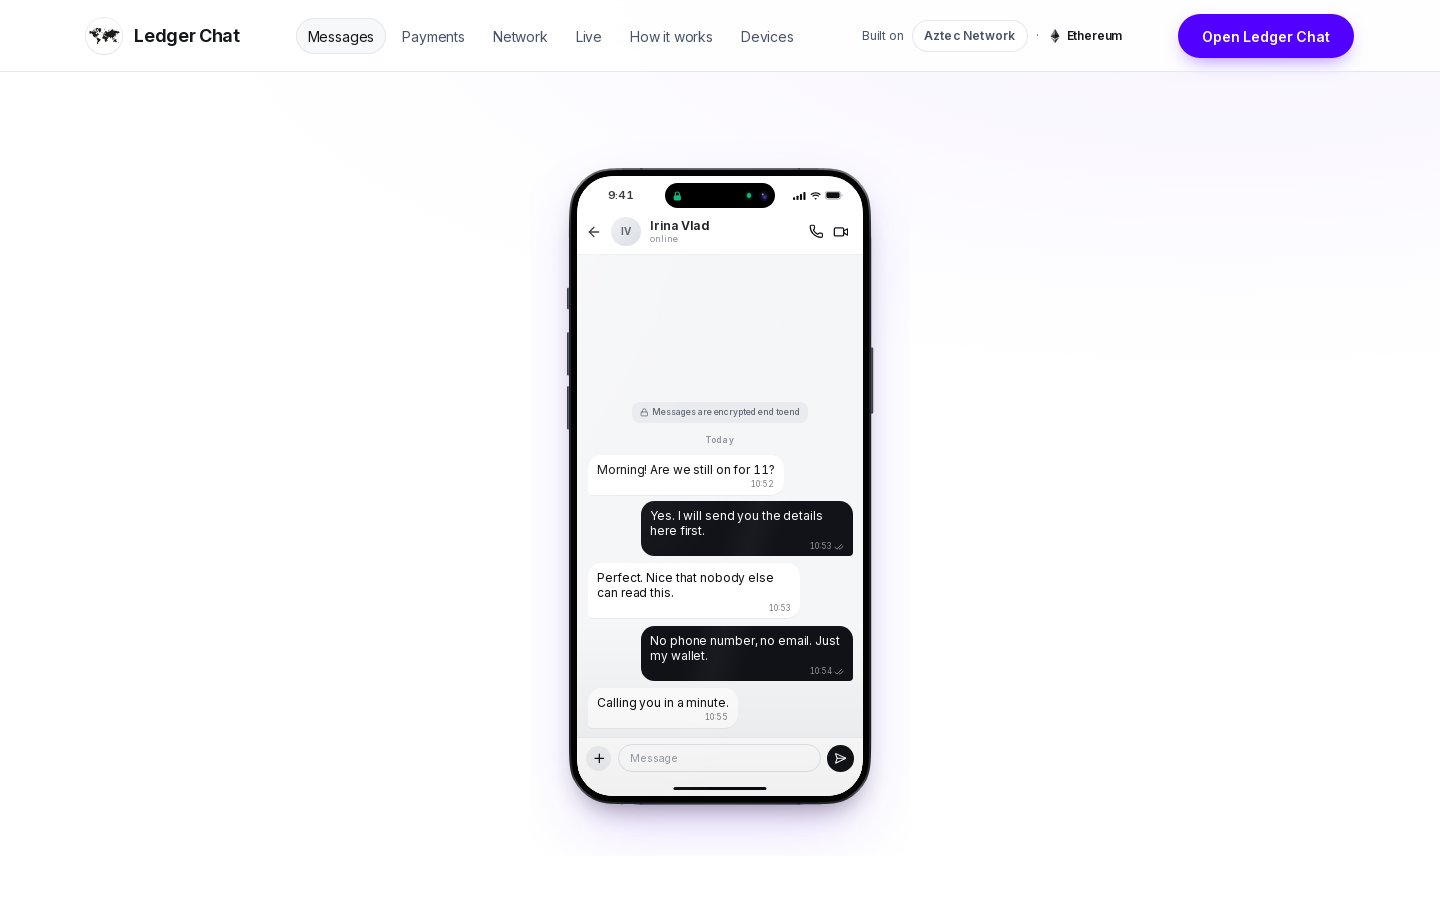 Ledger Chat
Messages
Payments
Network
Live
How it works
Devices
Built on
Aztec Network
·
Ethereum
Open Ledger Chat
9:41
IV
Irina Vlad
online
Messages are encrypted end to end
Today
Morning! Are we still on for 11?
10:52
Yes. I will send you the details
here first.
10:53
Perfect. Nice that nobody else
can read this.
10:53
No phone number, no email. Just
my wallet.
10:54
Calling you in a minute.
10:55
Message